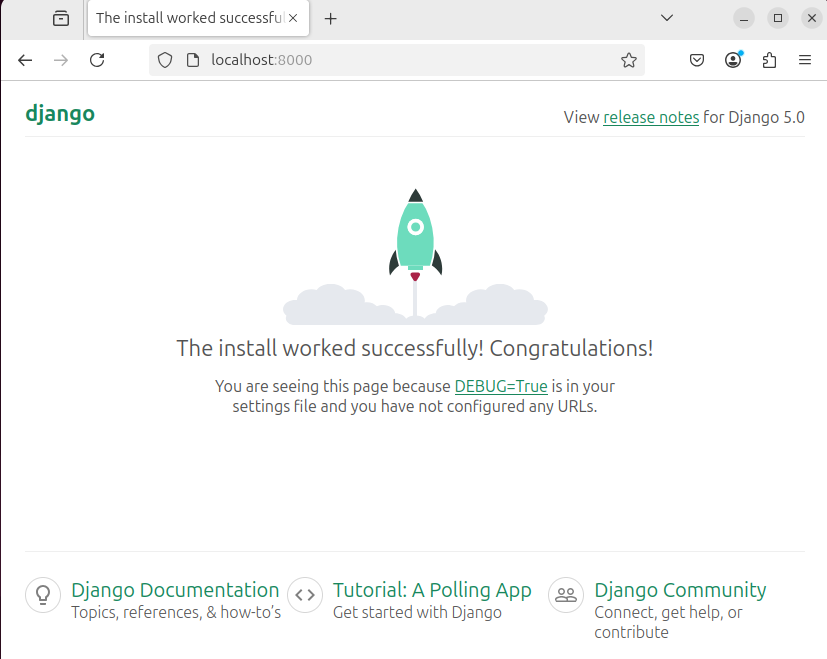 The install worked successfu
localhost:8000
django
View release notes for Django 5.0
The install worked successfully! Congratulations!
You are seeing this page because DEBUG=True is in your
settings file and you have not configured any URLs.
Django Documentation
Topics, references, & how-to’s
Tutorial: A Polling App
Get started with Django
Django Community
Connect, get help, or
contribute